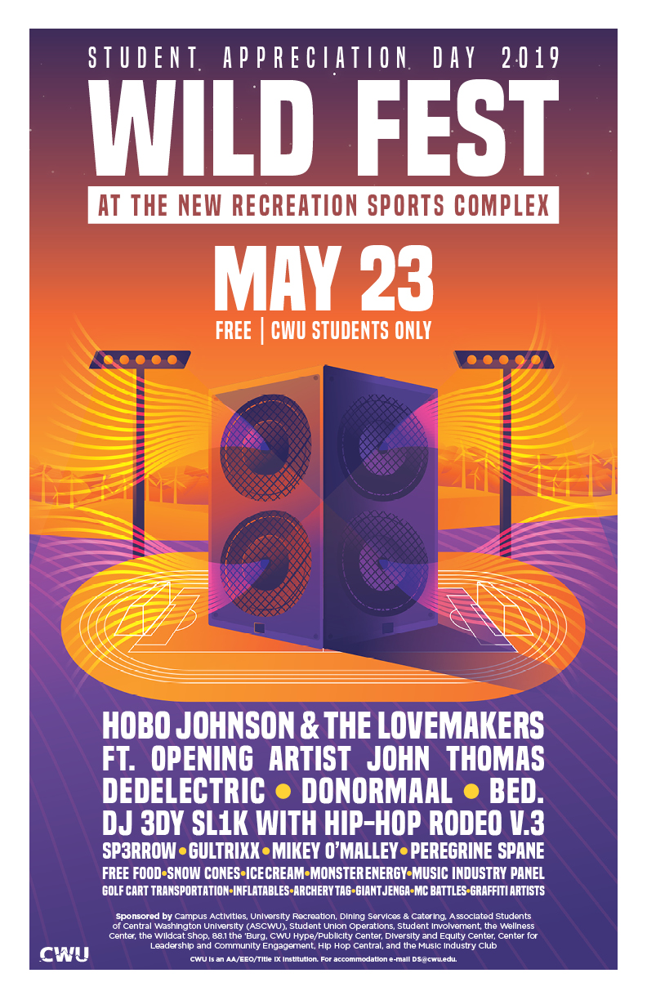 STUDENT APPRECIATION DAY 2019
WILD FEST
AT THE NEW RECREATION SPORTS COMPLEX
MAY 23
FREE | CWU STUDENTS ONLY
HOBO JOHNSON & THE LOVEMAKERS
FT. OPENING ARTIST JOHN THOMAS
DEDELECTRIC • DONORMAAL • BED.
DJ 3DY SL1K WITH HIP-HOP RODEO V.3
SP3RROW • GULTRIXX • MIKEY O'MALLEY • PEREGRINE SPANE
FREE FOOD • SNOW CONES • ICE CREAM • MONSTER ENERGY • MUSIC INDUSTRY PANEL
GOLF CART TRANSPORTATION • INFLATABLES • ARCHERY TAG • GIANT JENGA • MC BATTLES • GRAFFITI ARTISTS
Sponsored by Campus Activities, University Recreation, Dining Services & Catering, Associated Students
of Central Washington University (ASCWU), Student Union Operations, Student Involvement, the Wellness
Center, the Wildcat Shop, 88.1 the 'Burg, CWU Hype/Publicity Center, Diversity and Equity Center, Center for
Leadership and Community Engagement, Hip Hop Central, and the Music Industry Club
CWU
CWU is an AA/EEO/Title IX Institution. For accommodation e-mail DS@cwu.edu.